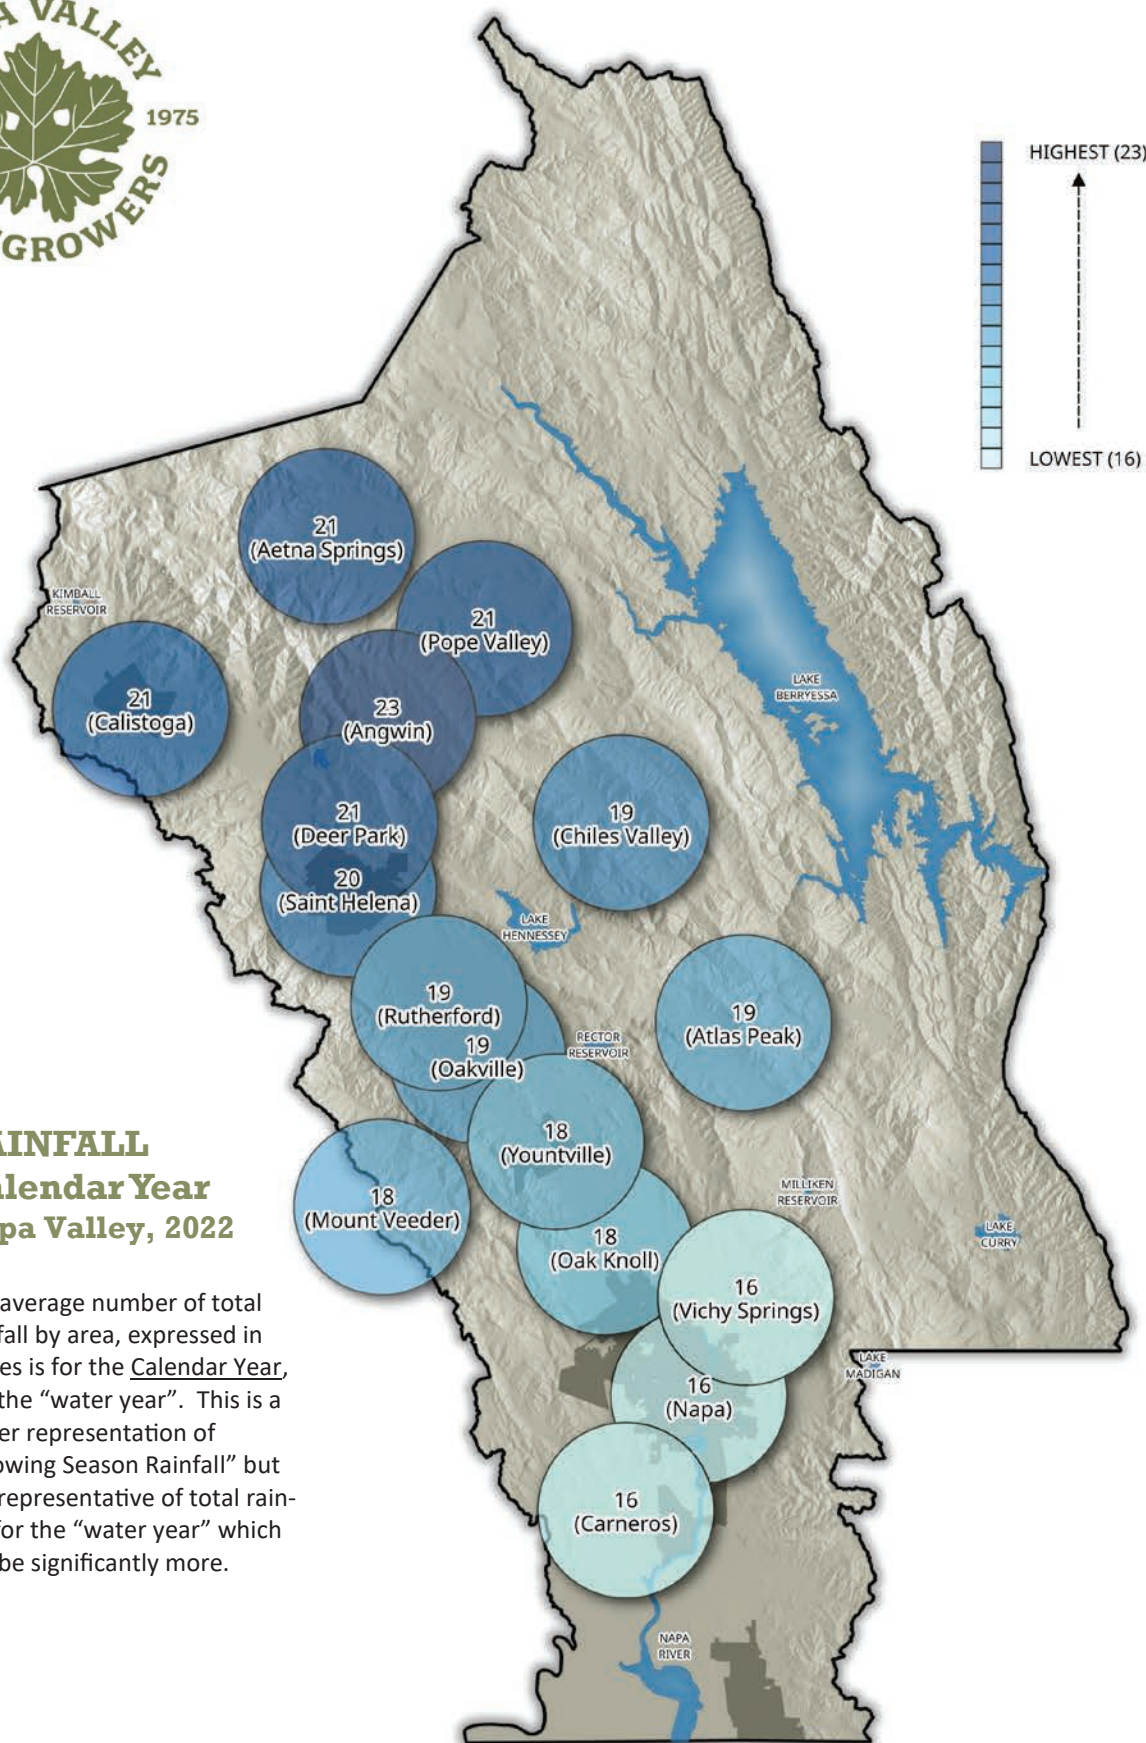 A VALLEY
1975
GROWERS
HIGHEST (23)
LOWEST (16)
21
(Aetna Springs)
KIMBALL
RESERVOIR
21
(Pope Valley)
21
(Calistoga)
23
(Angwin)
LAKE
BERRYESSA
21
(Deer Park)
19
(Chiles Valley)
20
(Saint Helena)
LAKE
HENNESSEY
19
(Rutherford)
19
(Oakville)
RECTOR
RESERVOIR
19
(Atlas Peak)
18
(Yountville)
18
(Mount Veeder)
MILLIKEN
RESERVOIR
LAKE
CURRY
18
(Oak Knoll)
16
(Vichy Springs)
LAKE
MADIGAN
16
(Napa)
16
(Carneros)
NAPA
RIVER
AINFALL
alendar Year
pa Valley, 2022
average number of total
fall by area, expressed in
es is for the Calendar Year,
the “water year”. This is a
er representation of
owing Season Rainfall” but
representative of total rain-
for the “water year” which
be significantly more.